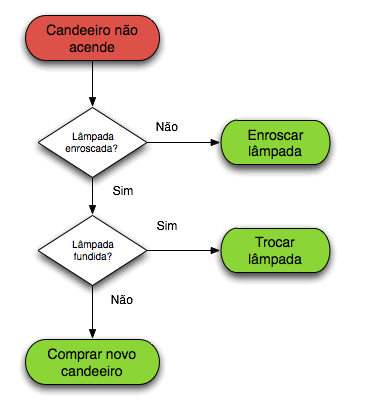 Candeeiro não
acende
Lâmpada
enroscada?
Não
Enroscar
lâmpada
Sim
Lâmpada
fundida?
Sim
Trocar
lâmpada
Não
Comprar novo
candeeiro